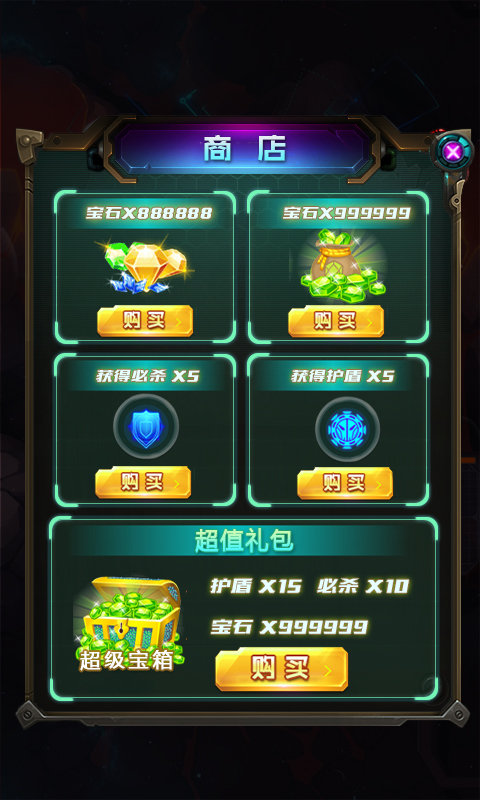 商 店
宝石X888888
宝石X999999
购 买
购 买
获得必杀 X5
获得护盾 X5
购 买
购 买
超值礼包
护盾 X15 必杀 X10
宝石 X999999
超级宝箱
购 买